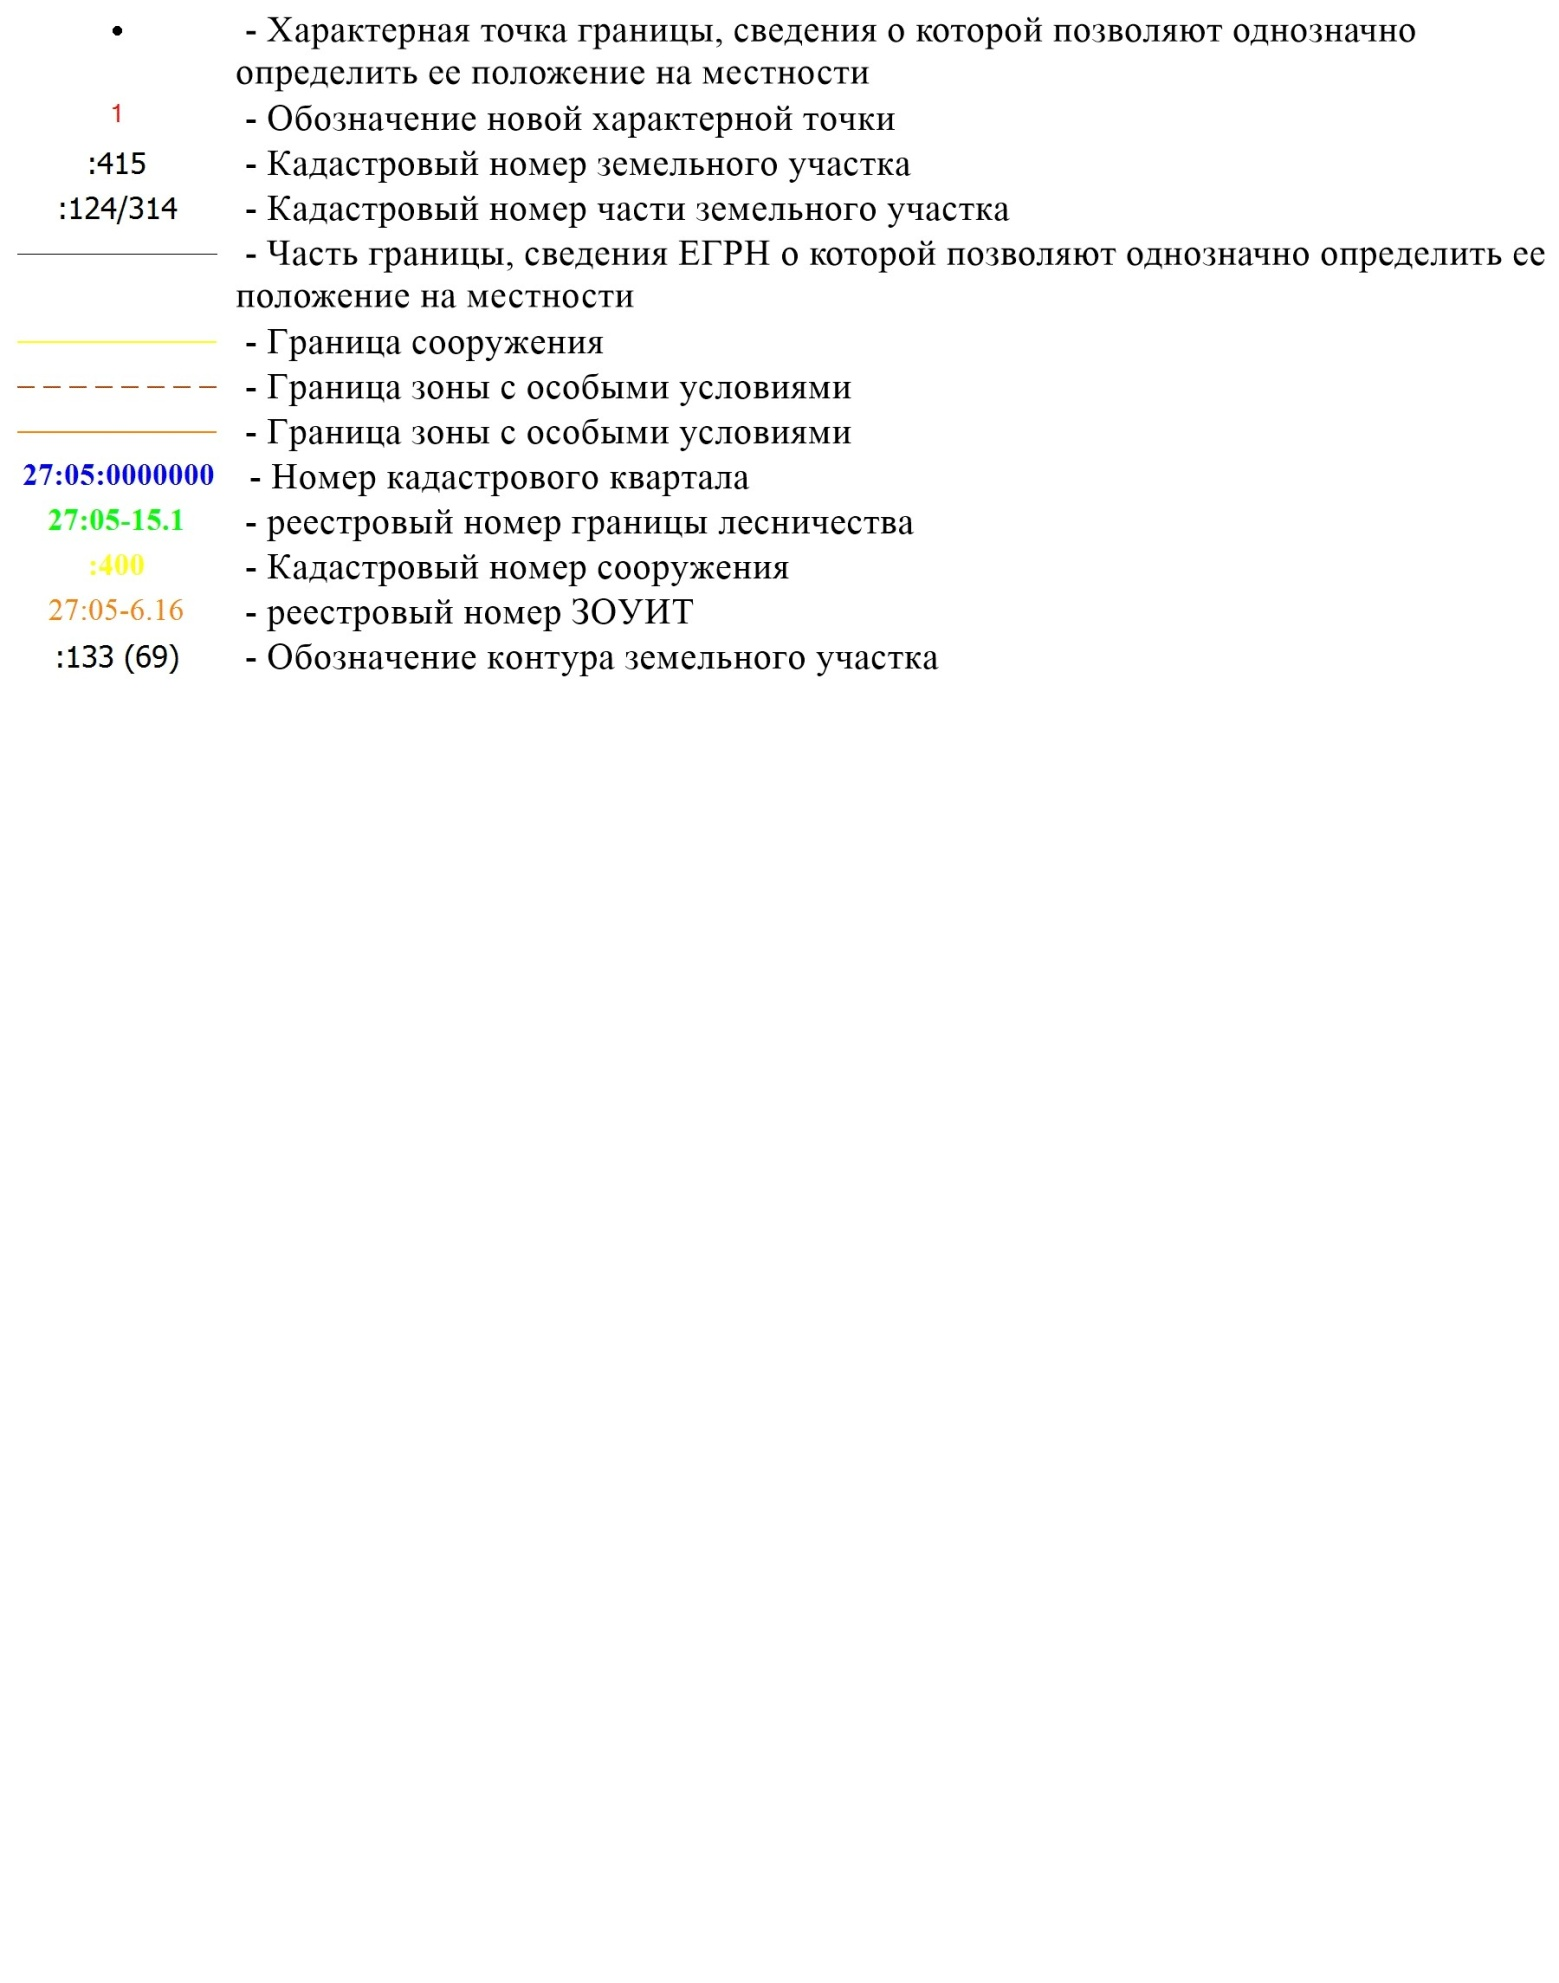 - Характерная точка границы, сведения о которой позволяют однозначно
определить ее положение на местности
1 - Обозначение новой характерной точки
:415 - Кадастровый номер земельного участка
:124/314 - Кадастровый номер части земельного участка
- Часть границы, сведения ЕГРН о которой позволяют однозначно определить ее
положение на местности
- Граница сооружения
- Граница зоны с особыми условиями
- Граница зоны с особыми условиями
27:05:0000000 - Номер кадастрового квартала
27:05-15.1 - реестровый номер границы лесничества
:400 - Кадастровый номер сооружения
27:05-6.16 - реестровый номер ЗОУИТ
:133 (69) - Обозначение контура земельного участка